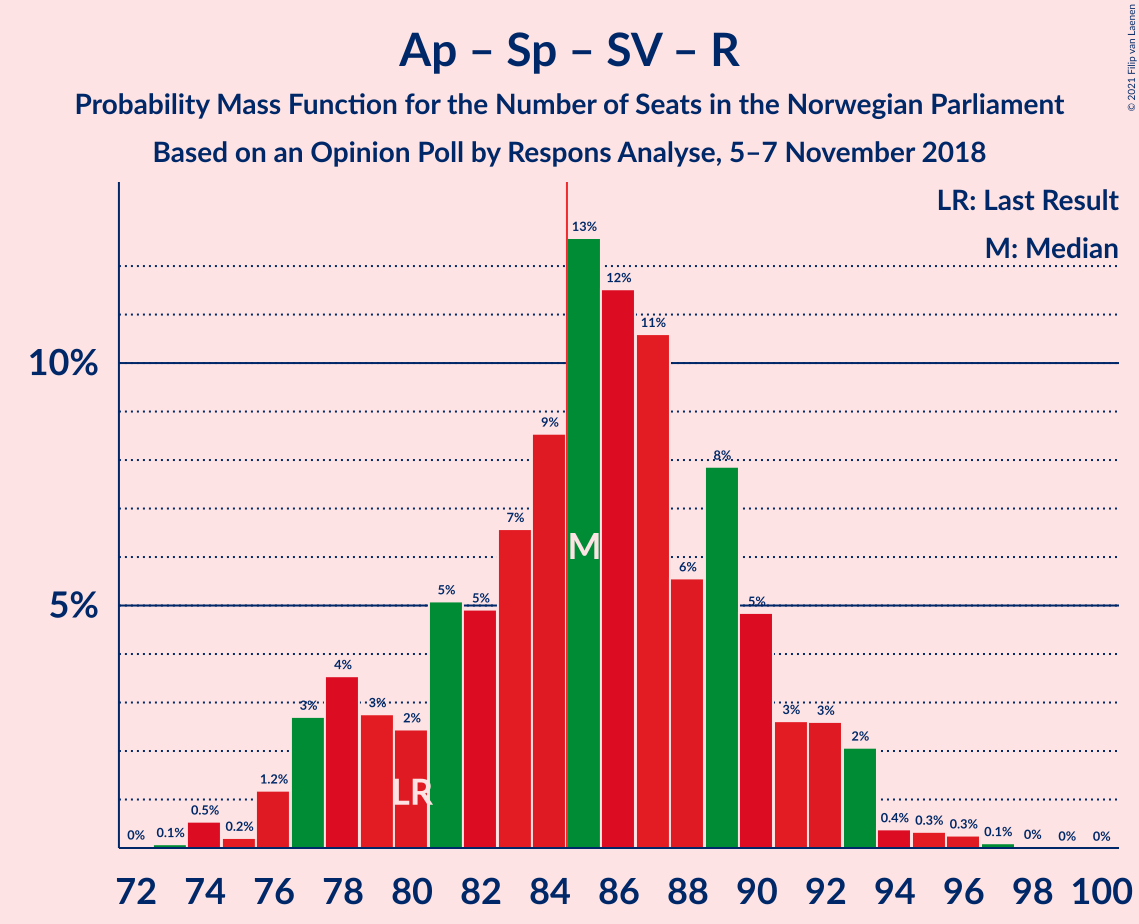 Ap – Sp – SV – R
Probability Mass Function for the Number of Seats in the Norwegian Parliament
Based on an Opinion Poll by Respons Analyse, 5–7 November 2018
© 2021 Filip van Laenen
LR: Last Result
M: Median
10%
5%
0% 0.1% 0.5% 0.2% 1.2% 3% 4% 3% 2% 5% 5% 7% 9% 13% 12% 11% 6% 8% 5% 3% 3% 2% 0.4% 0.3% 0.3% 0.1% 0% 0% 0%
M
LR
72 74 76 78 80 82 84 86 88 90 92 94 96 98 100